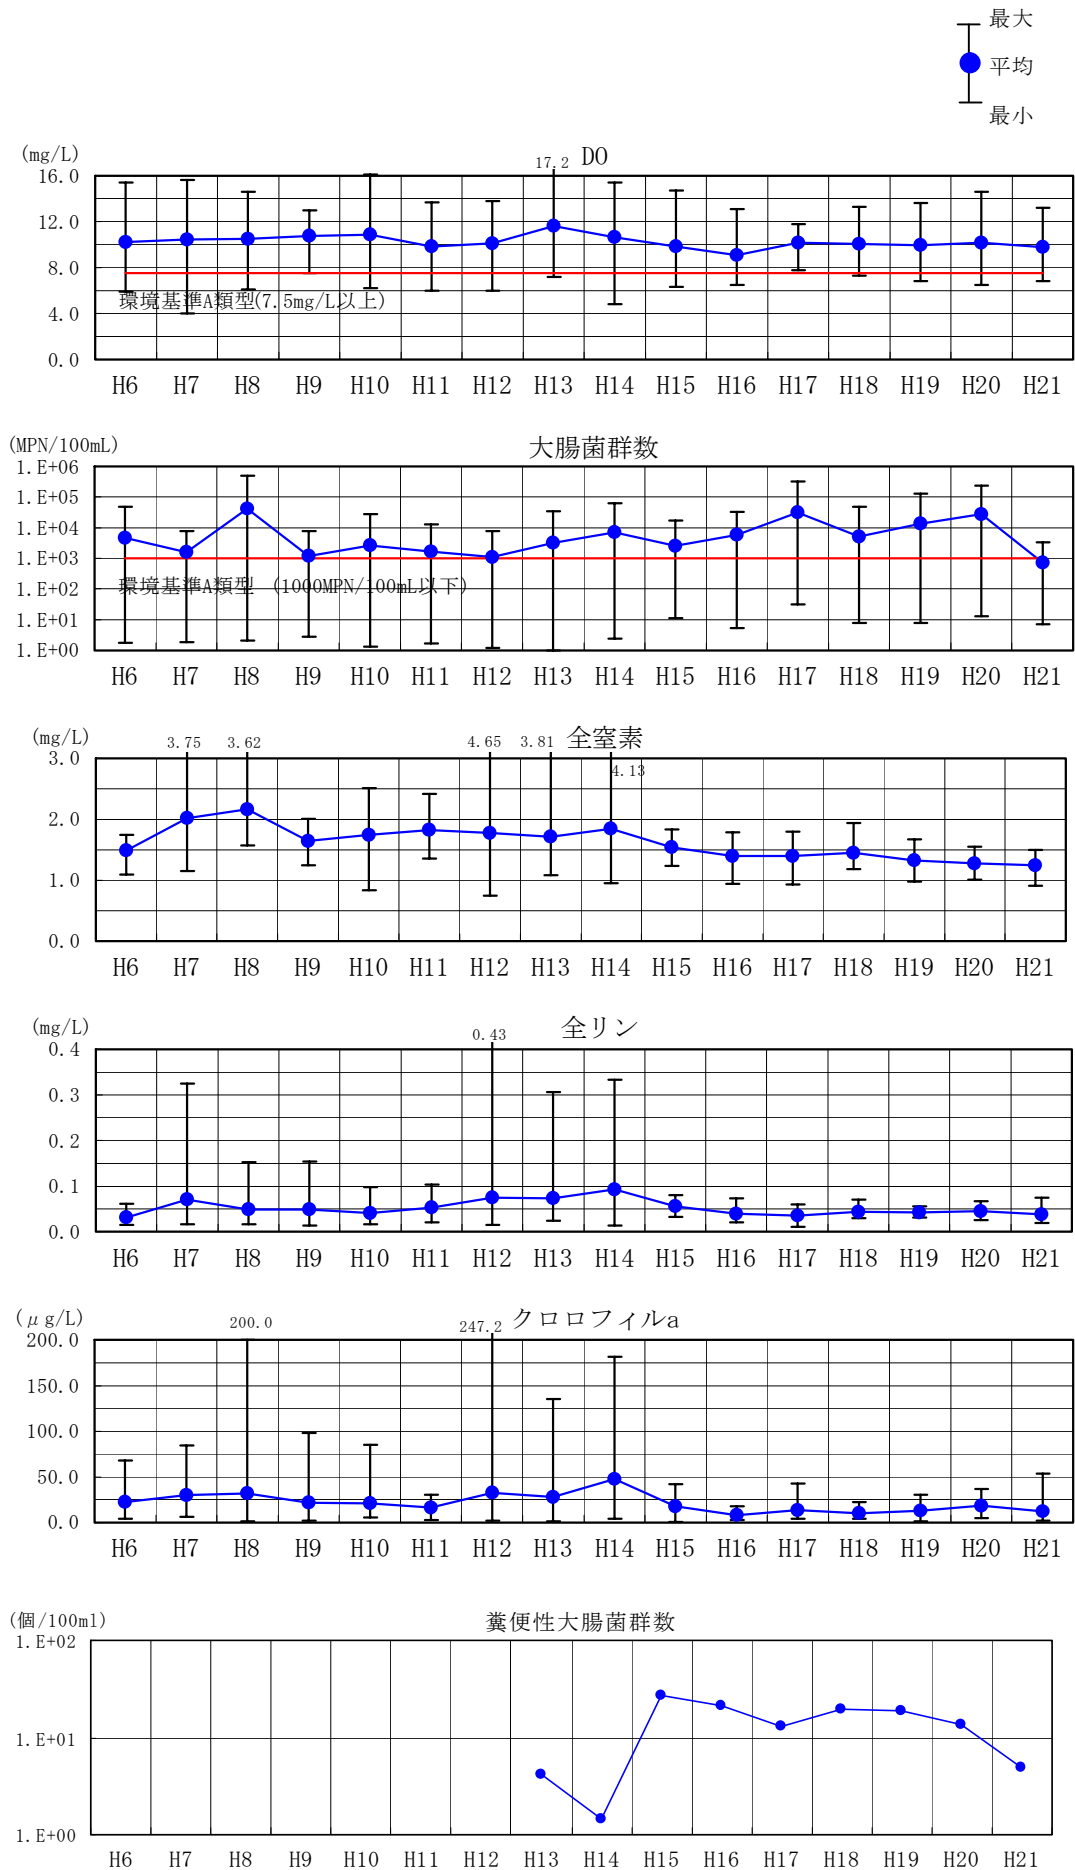 最大
平均
最小
(mg/L)
17.2 DO
16.0
12.0
8.0
環境基準A類型(7.5mg/L以上)
4.0
0.0
H6 H7 H8 H9 H10 H11 H12 H13 H14 H15 H16 H17 H18 H19 H20 H21
(MPN/100mL) 大腸菌群数
1.E+06
1.E+05
1.E+04
1.E+03
環境基準A類型 (1000MPN/100mL以下)
1.E+02
1.E+01
1.E+00
H6 H7 H8 H9 H10 H11 H12 H13 H14 H15 H16 H17 H18 H19 H20 H21
(mg/L) 3.75 3.62 4.65 3.81 全窒素
3.0
4.13
2.0
1.0
0.0
H6 H7 H8 H9 H10 H11 H12 H13 H14 H15 H16 H17 H18 H19 H20 H21
(mg/L) 0.43 全リン
0.4
0.3
0.2
0.1
0.0
H6 H7 H8 H9 H10 H11 H12 H13 H14 H15 H16 H17 H18 H19 H20 H21
(μg/L) 200.0 247.2 クロロフィルa
200.0
150.0
100.0
50.0
0.0
H6 H7 H8 H9 H10 H11 H12 H13 H14 H15 H16 H17 H18 H19 H20 H21
(個/100ml) 糞便性大腸菌群数
1.E+02
1.E+01
1.E+00
H6 H7 H8 H9 H10 H11 H12 H13 H14 H15 H16 H17 H18 H19 H20 H21